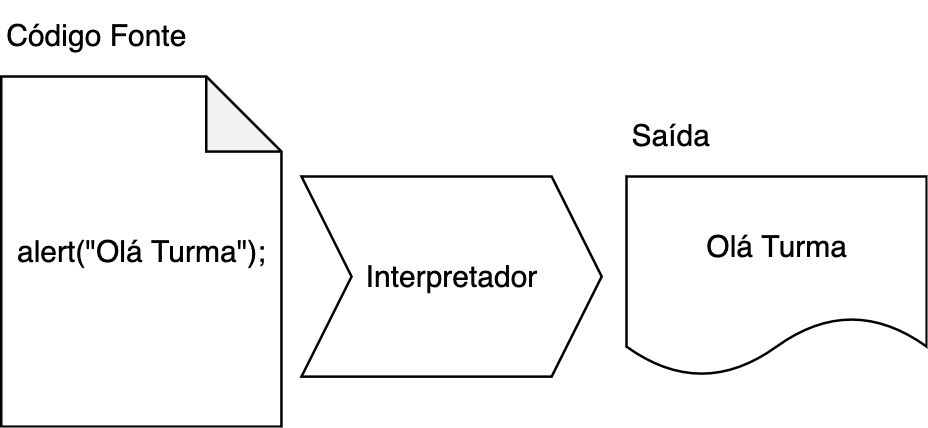 Código Fonte
alert("Olá Turma");
Interpretador
Saída
Olá Turma